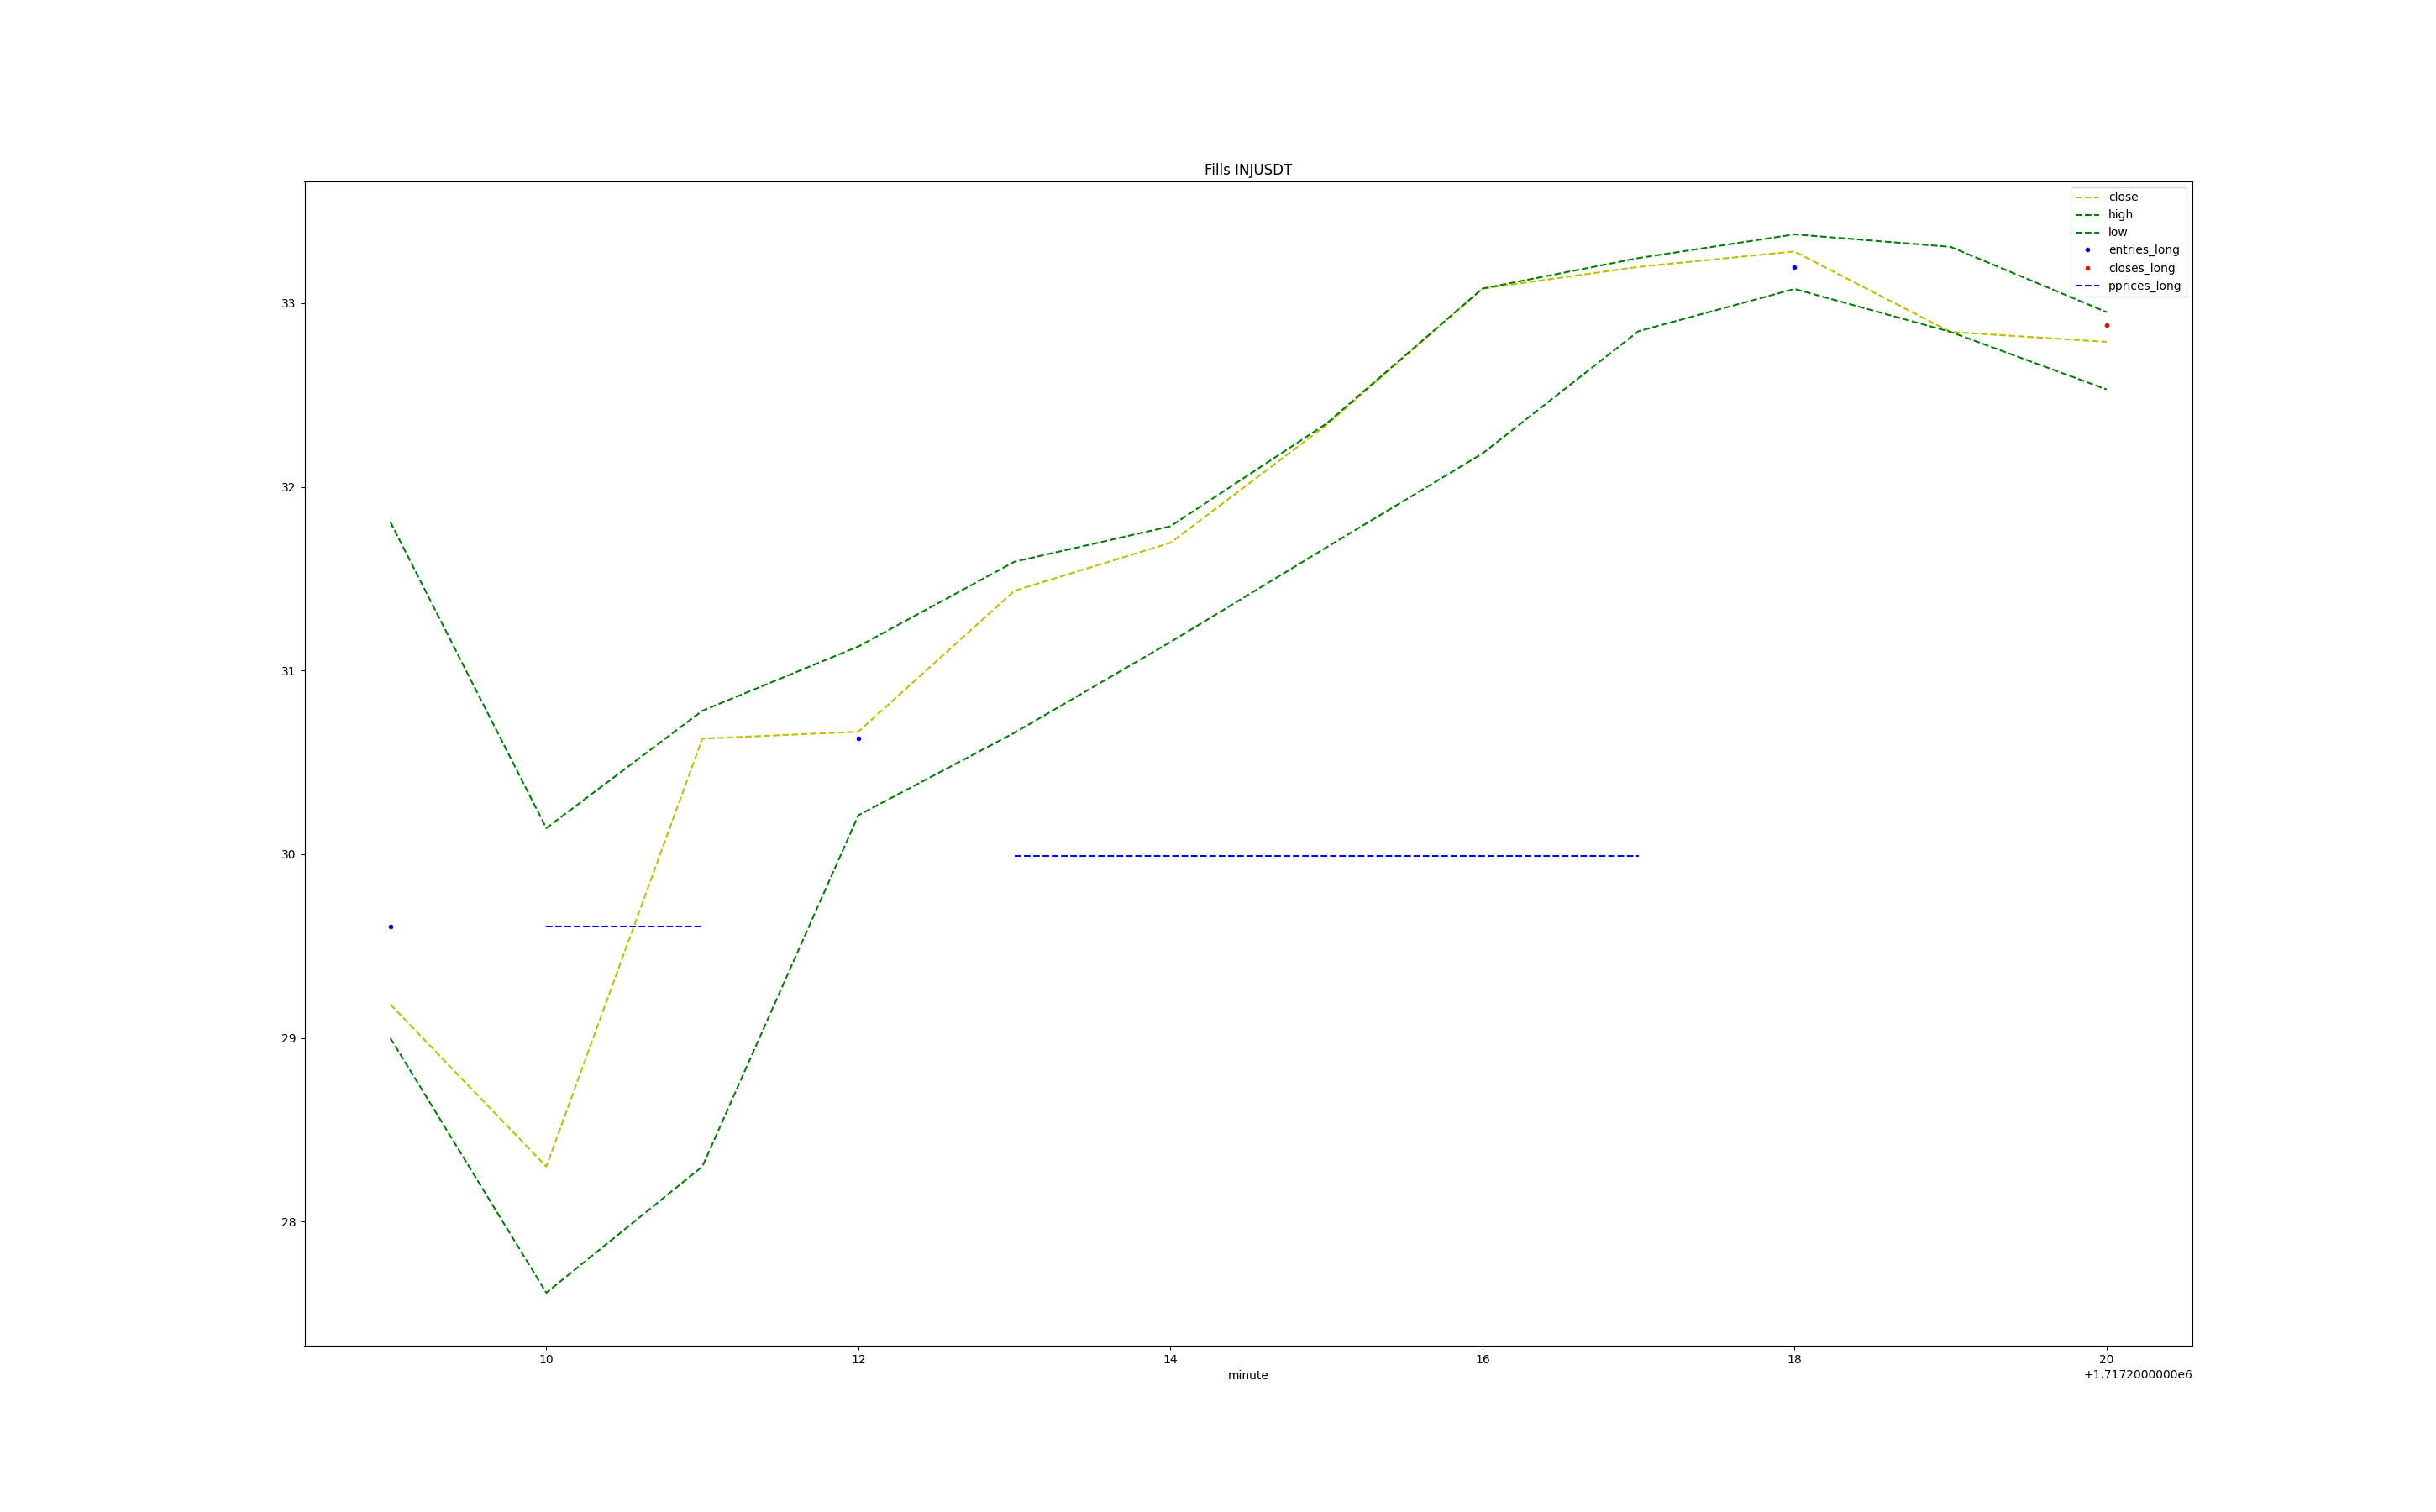 Fills INJUSDT
close
high
low
entries_long
closes_long
pprices_long
33
32
31
30
29
28
10 12 14 16 18 20
minute
+1.7172000000e6